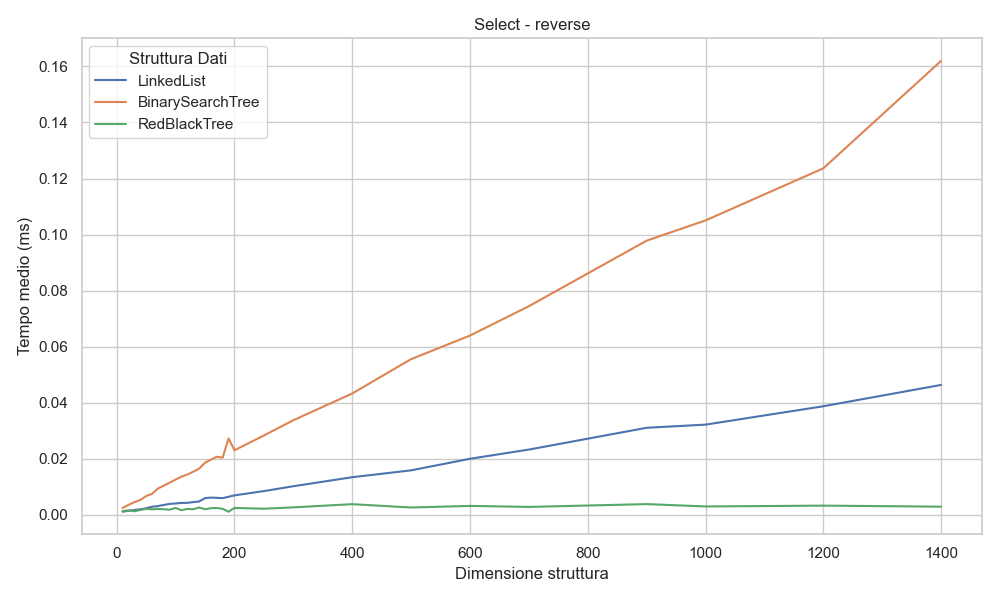 Select - reverse
Struttura Dati
LinkedList
BinarySearchTree
RedBlackTree
Tempo medio (ms)
0.16
0.14
0.12
0.10
0.08
0.06
0.04
0.02
0.00
0 200 400 600 800 1000 1200 1400
Dimensione struttura